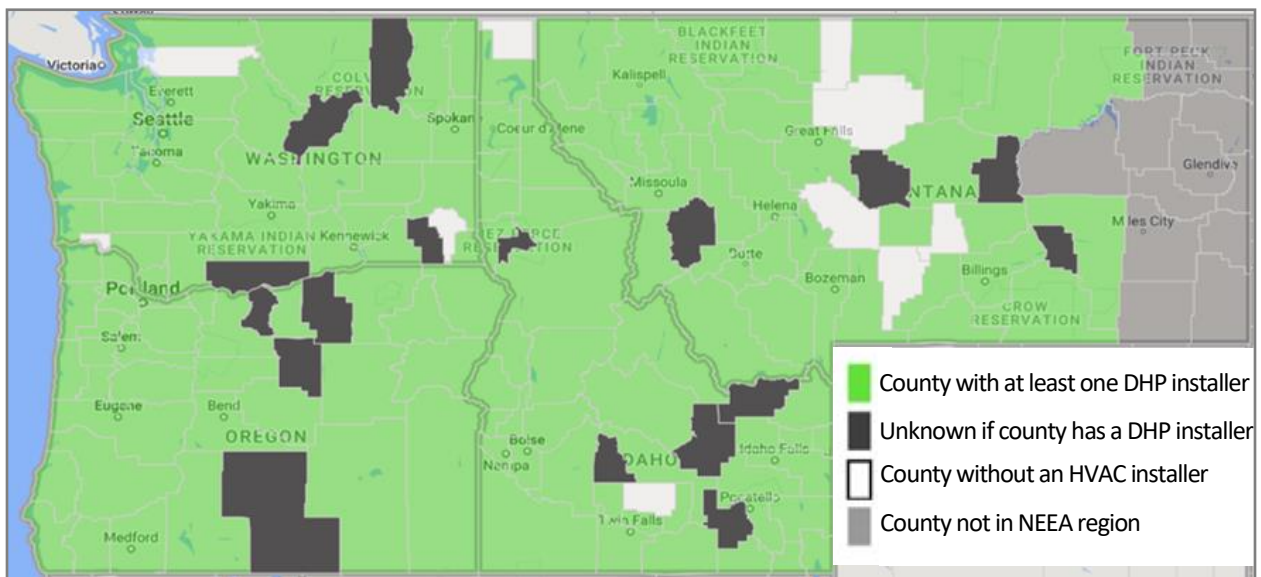 BLACKFEET
INDIAN
RESERVATION
FORT PECK
INDIAN
RESERVATION
Victoria
Kalispell
Everett
Seattle
Spokan
Coeur d'Alene
Great Falls
Tacoma
WASHINGTON
Glendive
Missoula
NTANA
Yakima
Helena
Miles City
YAKAMA INDIAN
RESERVATION
Kennewick
Butte
Billings
Bozeman
Portland
CROW
RESERVATION
Salem
County with at least one DHP installer
Eugene
Bend
Unknown if county has a DHP installer
OREGON
Boise
Nampa
DAHO
Idaho Falls
County without an HVAC installer
Pocatello
Twin Falls
County not in NEEA region
Medford